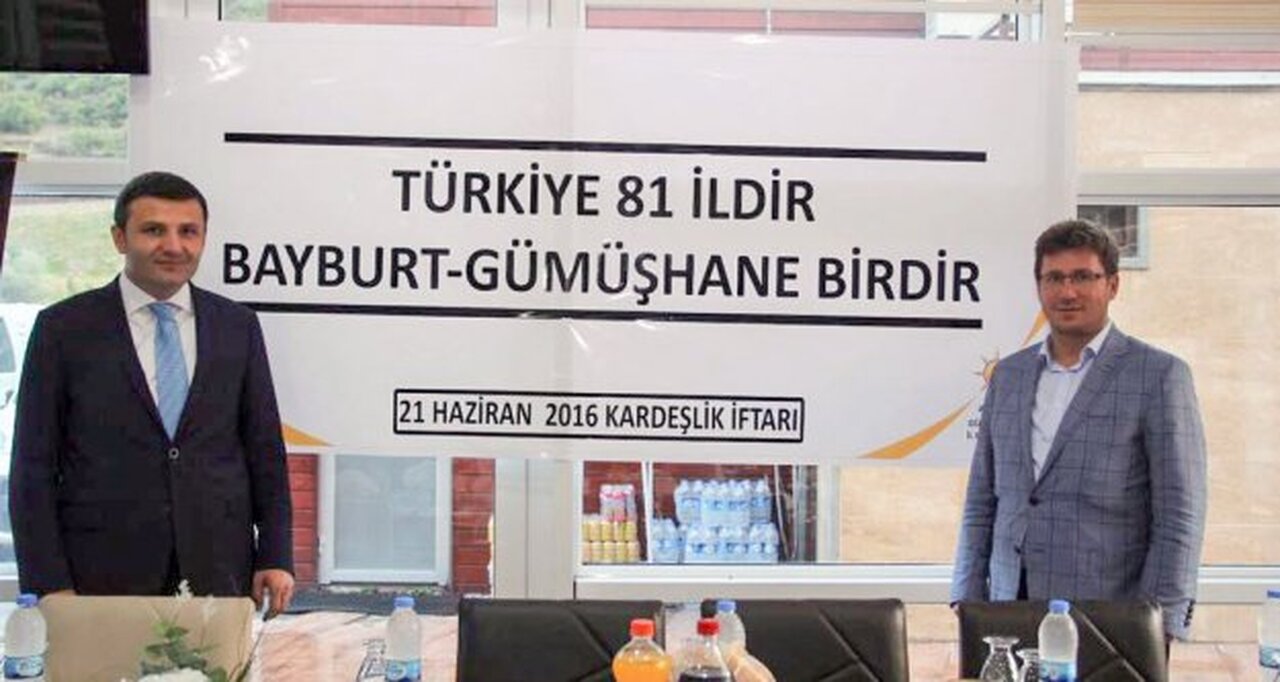 TÜRKİYE 81 İLDİR
BAYBURT-GÜMÜŞHANE BİRDİR
21 HAZİRAN 2016 KARDEŞLİK İFTARI